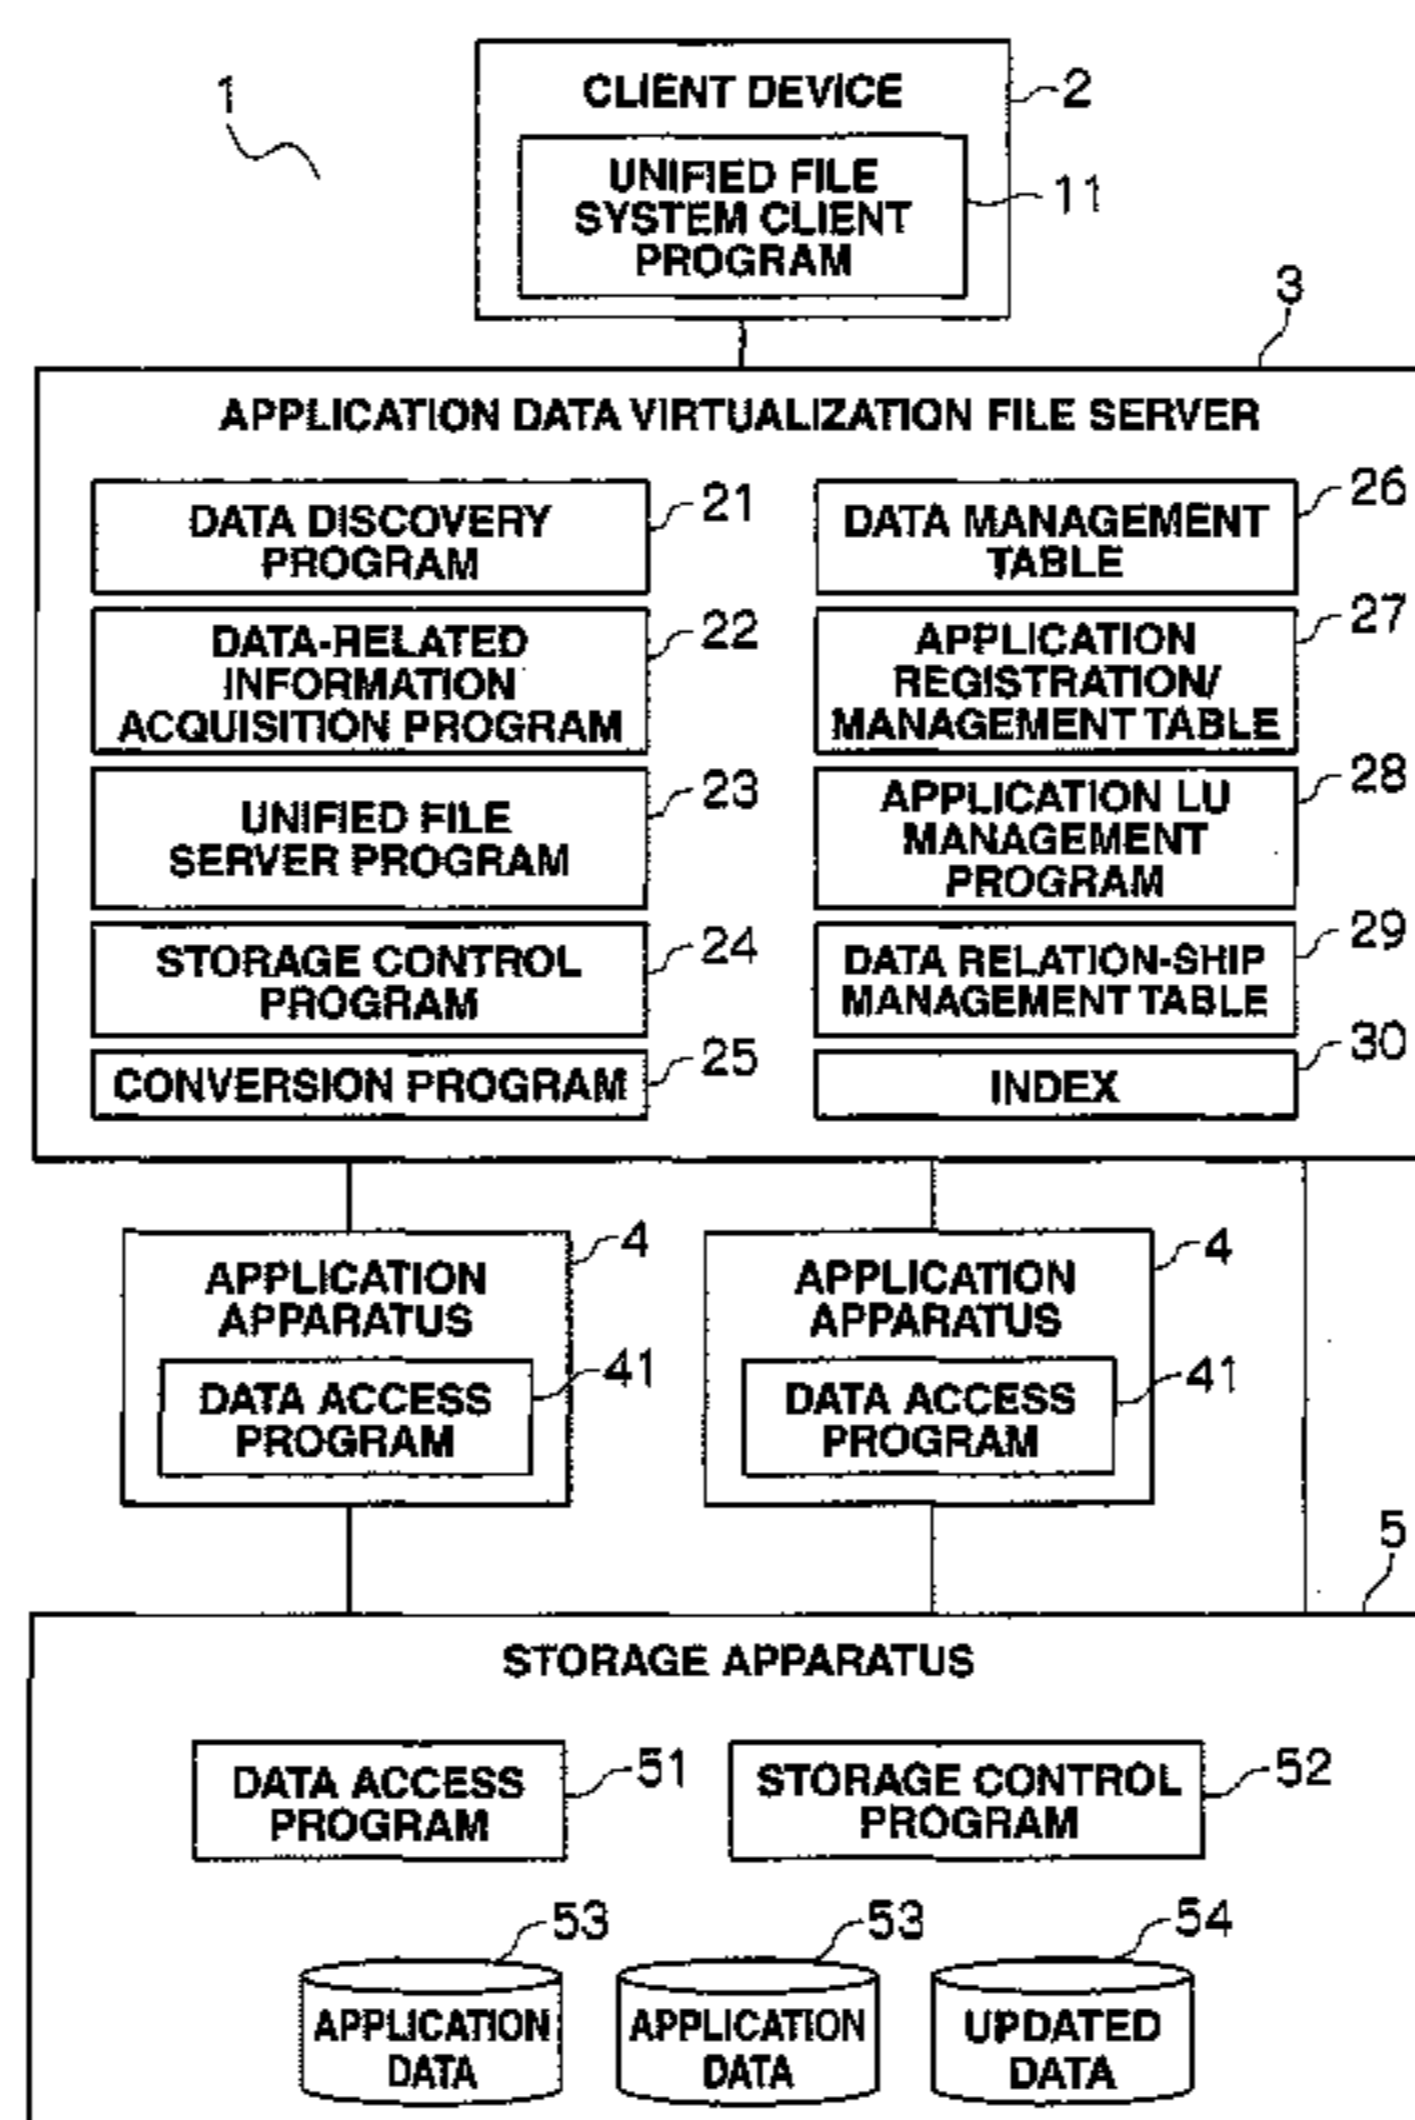 1
CLIENT DEVICE
2
UNIFIED FILE
SYSTEM CLIENT
PROGRAM
11
3
APPLICATION DATA VIRTUALIZATION FILE SERVER
DATA DISCOVERY
PROGRAM
21
DATA MANAGEMENT
TABLE
26
DATA-RELATED
INFORMATION
ACQUISITION PROGRAM
22
APPLICATION
REGISTRATION/
MANAGEMENT TABLE
27
UNIFIED FILE
SERVER PROGRAM
23
APPLICATION LU
MANAGEMENT
PROGRAM
28
STORAGE CONTROL
PROGRAM
24
DATA RELATION-SHIP
MANAGEMENT TABLE
29
CONVERSION PROGRAM
25
INDEX
30
APPLICATION
APPARATUS
4
DATA ACCESS
PROGRAM
41
APPLICATION
APPARATUS
4
DATA ACCESS
PROGRAM
41
5
STORAGE APPARATUS
DATA ACCESS
PROGRAM
51
STORAGE CONTROL
PROGRAM
52
53
APPLICATION
DATA
53
APPLICATION
DATA
54
UPDATED
DATA